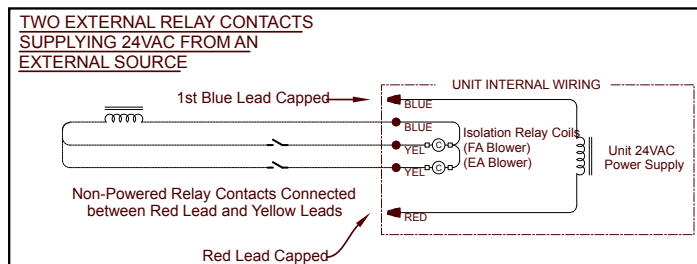 TWO EXTERNAL RELAY CONTACTS
SUPPLYING 24VAC FROM AN
EXTERNAL SOURCE
UNIT INTERNAL WIRING
1st Blue Lead Capped
BLUE
BLUE
Isolation Relay Coils
(FA Blower)
(EA Blower)
YEL
C
YEL
C
Unit 24VAC
Power Supply
Non-Powered Relay Contacts Connected
between Red Lead and Yellow Leads
RED
Red Lead Capped